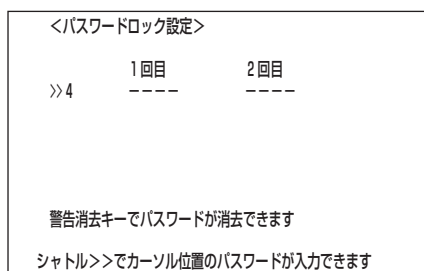 <パスワードロック設定>
1回目 2回目
≫4 ---- ----
警告消去キーでパスワードが消去できます
シャトル>>でカーソル位置のパスワードが入力できます